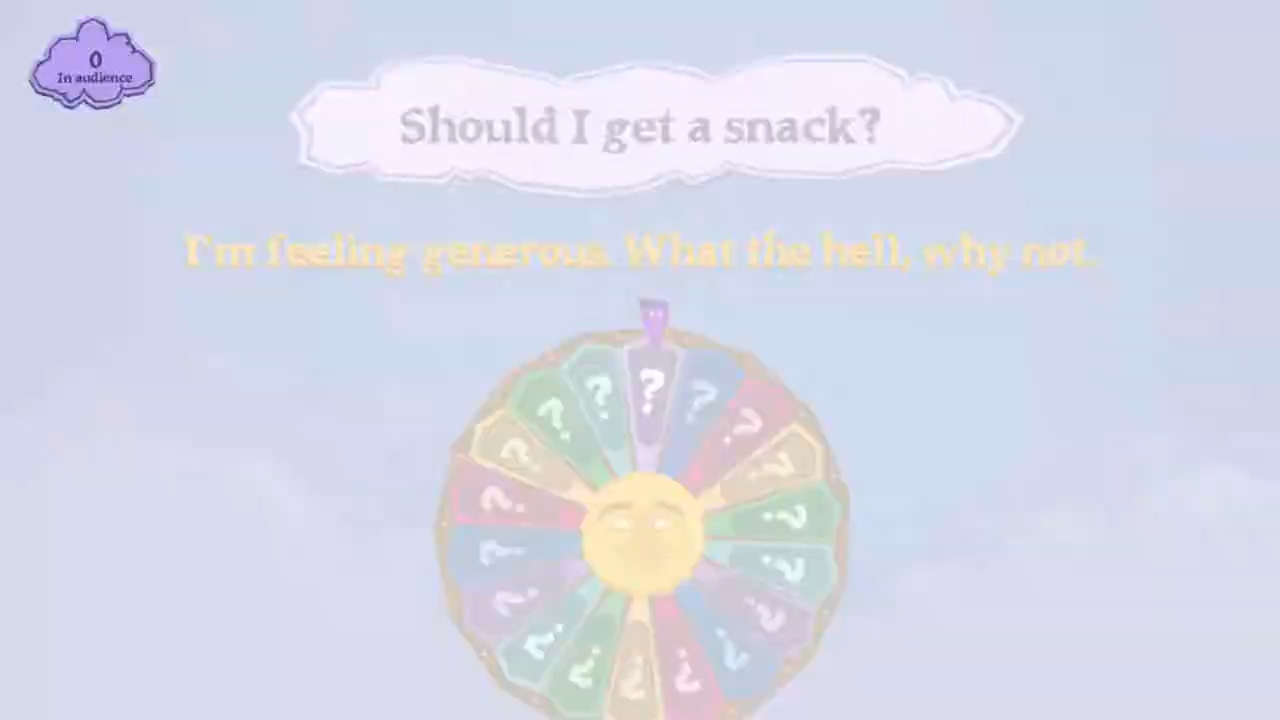 0
In audience
Should I get a snack?
I'm feeling generous. What the hell, why not.
? ? ? ? ? ? ? ? ? ? ? ? ? ? ? ?